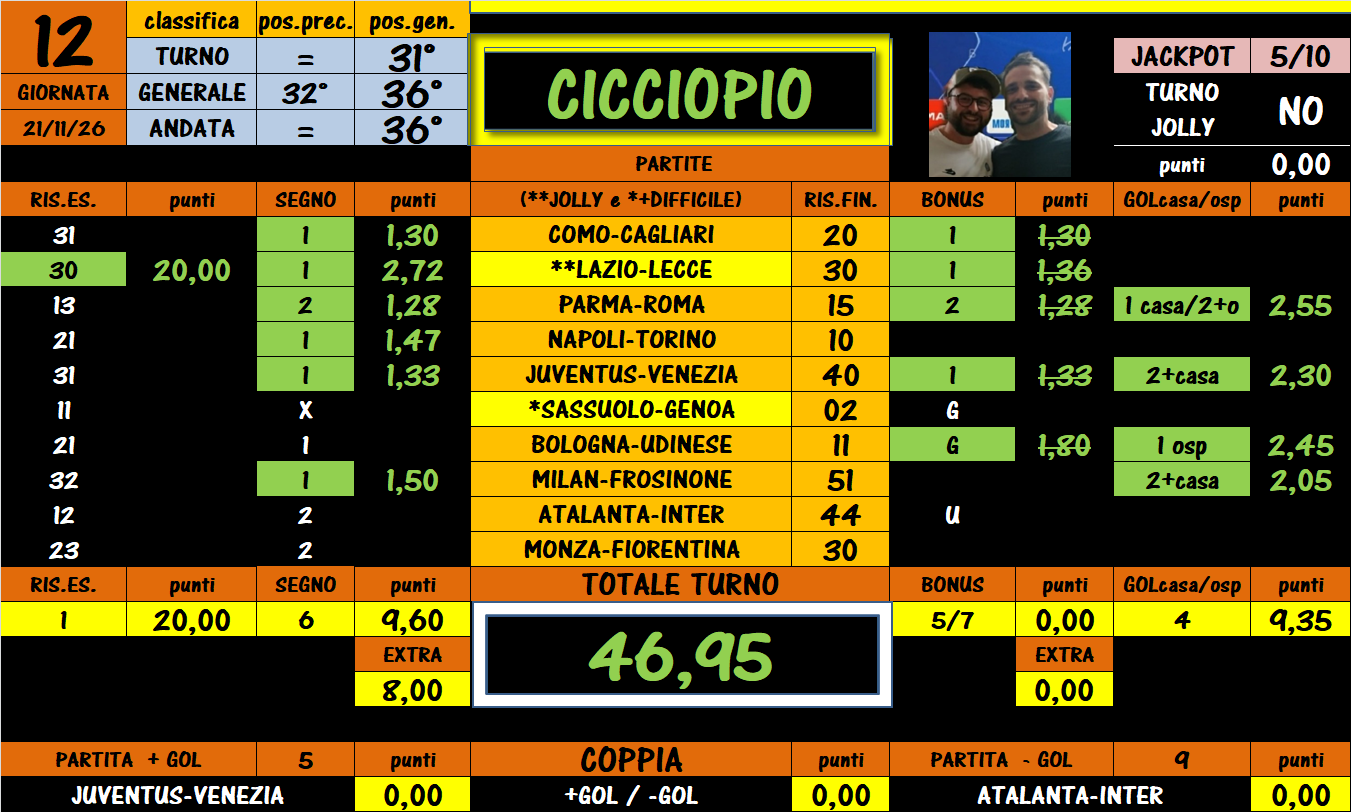 12 classifica pos.prec. pos.gen.
TURNO = 31° JACKPOT 5/10
GIORNATA GENERALE 32° 36° CICCIOPIO TURNO JOLLY NO
21/11/26 ANDATA = 36°
PARTITE punti 0,00
RIS.ES. punti SEGNO punti (**JOLLY e *+DIFFICILE) RIS.FIN. BONUS punti GOLcasa/osp punti
31 1 1,30 COMO-CAGLIARI 20 1 1,30
30 20,00 1 2,72 **LAZIO-LECCE 30 1 1,36
13 2 1,28 PARMA-ROMA 15 2 1,28 1 casa/2+o 2,55
21 1 1,47 NAPOLI-TORINO 10
31 1 1,33 JUVENTUS-VENEZIA 40 1 1,33 2+casa 2,30
11 X *SASSUOLO-GENOA 02 G
21 1 BOLOGNA-UDINESE 11 G 1,80 1 osp 2,45
32 1 1,50 MILAN-FROSINONE 51 2+casa 2,05
12 2 ATALANTA-INTER 44 U
23 2 MONZA-FIORENTINA 30
RIS.ES. punti SEGNO punti TOTALE TURNO BONUS punti GOLcasa/osp punti
1 20,00 6 9,60 46,95 5/7 0,00 4 9,35
EXTRA EXTRA
8,00 0,00
PARTITA + GOL 5 punti COPPIA punti PARTITA - GOL 9 punti
JUVENTUS-VENEZIA 0,00 +GOL / -GOL 0,00 ATALANTA-INTER 0,00